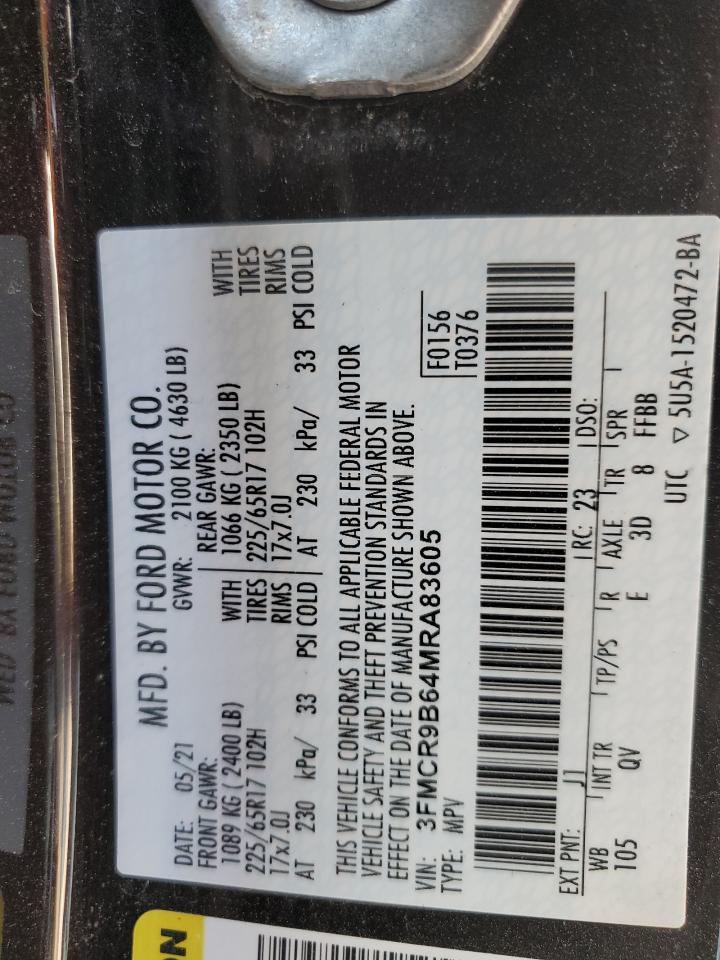 MFD. BY FORD MOTOR CO.
DATE: 05/21 GVWR: 2100 KG ( 4630 LB)
FRONT GAWR: REAR GAWR:
1089 KG ( 2400 LB) WITH 1066 KG ( 2350 LB) WITH
225/65R17 102H TIRES 225/65R17 102H TIRES
17x7.0J RIMS 17x7.0J RIMS
AT 230 kPa/ 33 PSI COLD AT 230 kPa/ 33 PSI COLD
THIS VEHICLE CONFORMS TO ALL APPLICABLE FEDERAL MOTOR
VEHICLE SAFETY AND THEFT PREVENTION STANDARDS IN
EFFECT ON THE DATE OF MANUFACTURE SHOWN ABOVE.
VIN: 3FMCR9B64MRA83605 F0156
TYPE: MPV T0376
EXT PNT: J1 RC: 23 DSO:
WB INT TR TP/PS R AXLE TR SPR
105 QV E 3D 8 FFBB
UTC ▽ 5U5A-1520472-BA